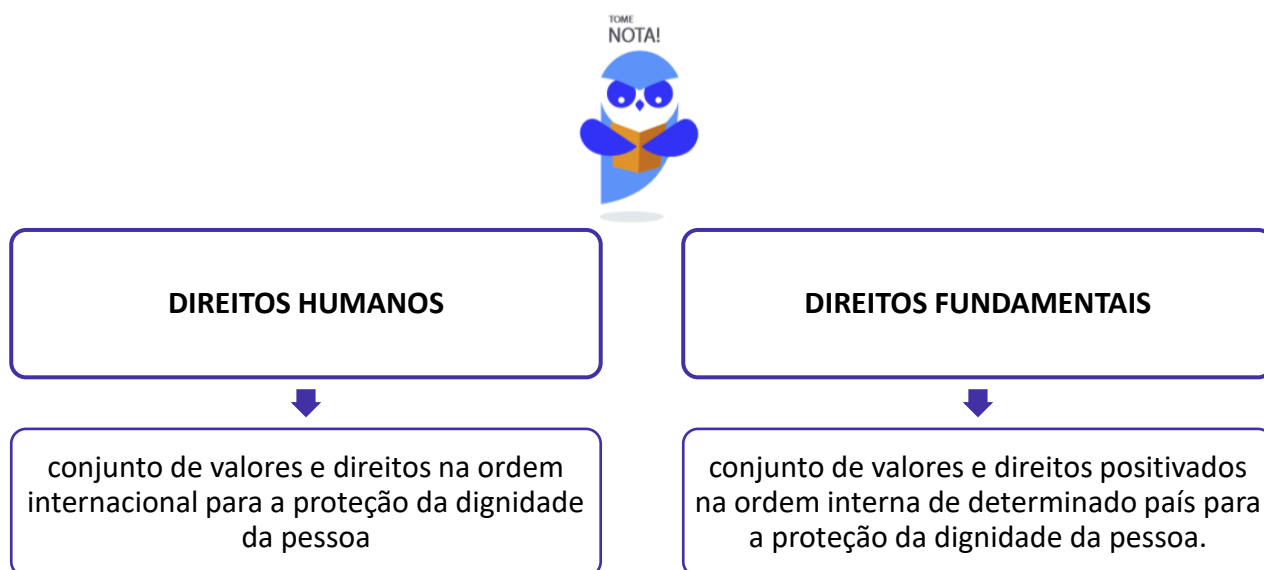 TOME
NOTA!
DIREITOS HUMANOS
DIREITOS FUNDAMENTAIS
conjunto de valores e direitos na ordem
internacional para a proteção da dignidade
da pessoa
conjunto de valores e direitos positivados
na ordem interna de determinado país para
a proteção da dignidade da pessoa.